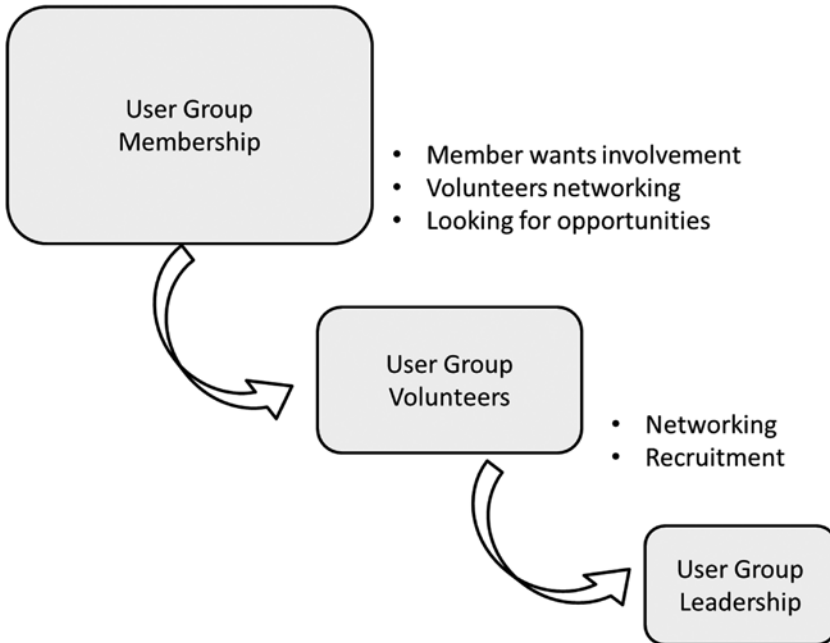 User Group
Membership
• Member wants involvement
• Volunteers networking
• Looking for opportunities
User Group
Volunteers
• Networking
• Recruitment
User Group
Leadership